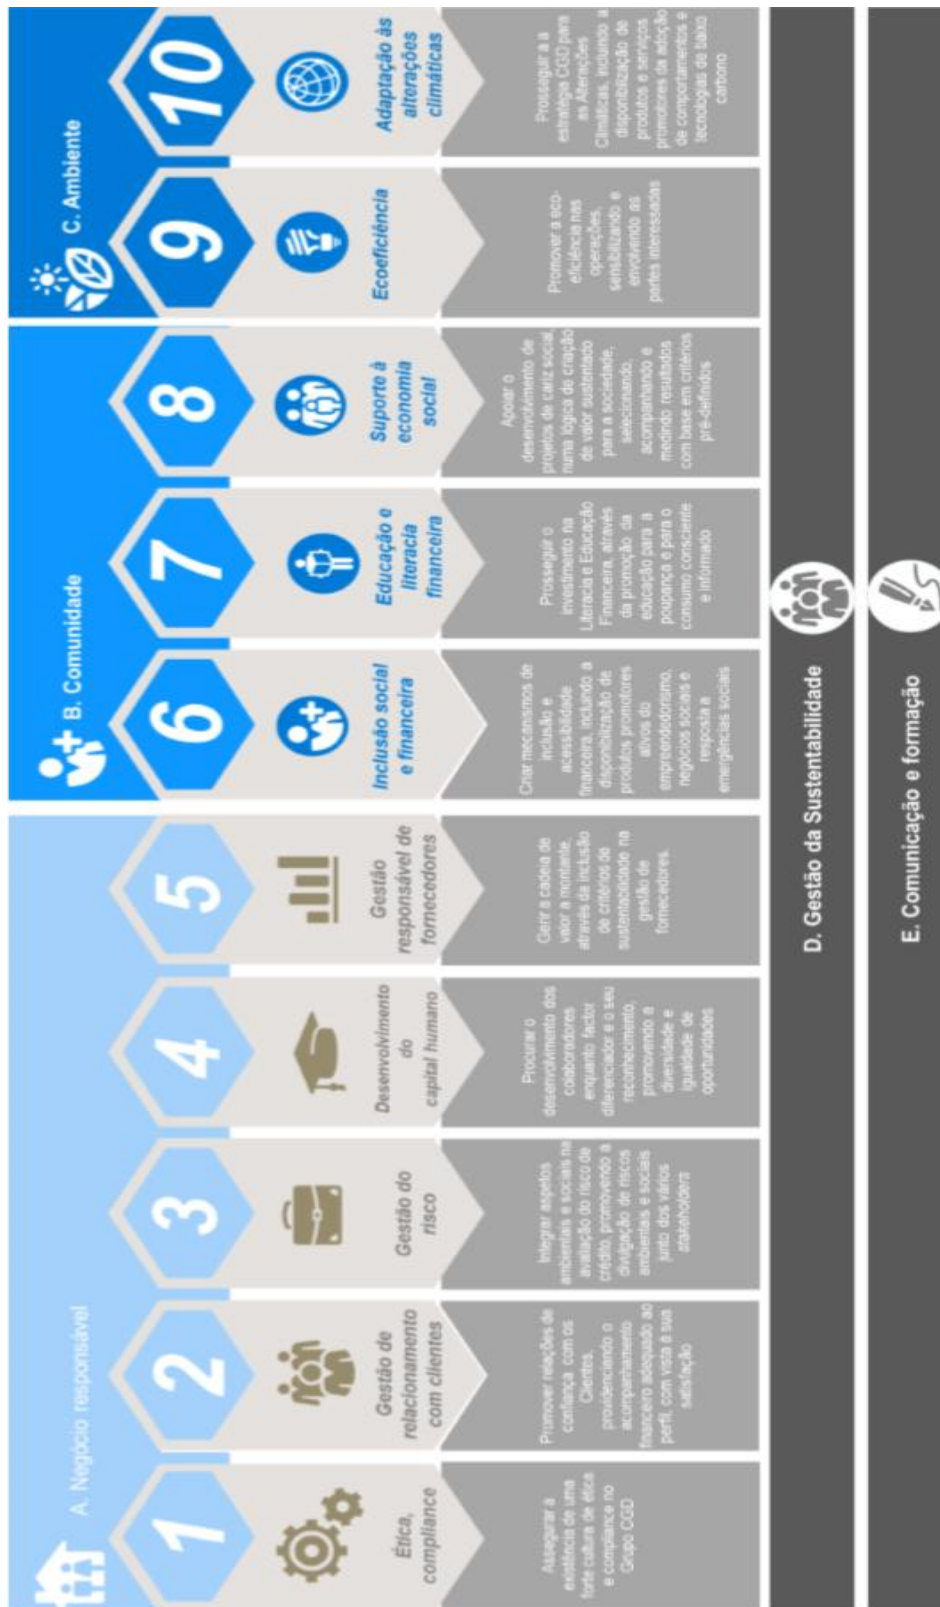 A. Negócio responsável
B. Comunidade
C. Ambiente
1
Ética,
compliance
Assegurar a
existência de uma
forte cultura de ética
e compliance no
Grupo CGD
2
Gestão de
relacionamento
com clientes
Promover relações de
confiança com os
Clientes,
providenciando o
acompanhamento
financeiro adequado ao
perfil, com vista à sua
satisfação
3
Gestão do
risco
Integrar aspetos
ambientais e sociais na
avaliação do risco de
crédito, promovendo a
divulgação de riscos
ambientais e sociais
junto dos vários
stakeholders
4
Desenvolvimento
do
capital humano
Procurar o
desenvolvimento dos
colaboradores
enquanto factor
diferenciador e o seu
reconhecimento,
promovendo a
diversidade e
igualdade de
oportunidades
5
Gestão
responsável de
fornecedores
Gerir a cadeia de
valor a montante,
através da inclusão
de critérios de
sustentabilidade na
gestão de
fornecedores.
6
Inclusão social
e financeira
Criar mecanismos de
inclusão e
acessibilidade
financeira, incluindo a
disponibilização de
produtos promotores
ativos do
empreendedorismo,
negócios sociais e
resposta a
emergências sociais
7
Educação e
literacia
financeira
Prosseguir o
investimento na
Literacia e Educação
Financeira, através
da promoção da
educação para a
poupança e para o
consumo consciente
e informado
8
Suporte à
economia
social
Apoiar o
desenvolvimento de
projetos de cariz social,
numa lógica de criação
de valor sustentado
para a sociedade,
selecionando,
acompanhando e
medindo resultados
com base em critérios
pré-definidos
9
Ecoeficiência
Promover a eco-
eficiência nas
operações,
sensibilizando e
envolvendo as
partes interessadas
10
Adaptação às
alterações
climáticas
Prosseguir a a
estratégia CGD para
as Alterações
Climáticas, incluindo a
disponibilização de
produtos e serviços
promotores da adoção
de comportamentos e
tecnologias de baixo
carbono
D. Gestão da Sustentabilidade
E. Comunicação e formação